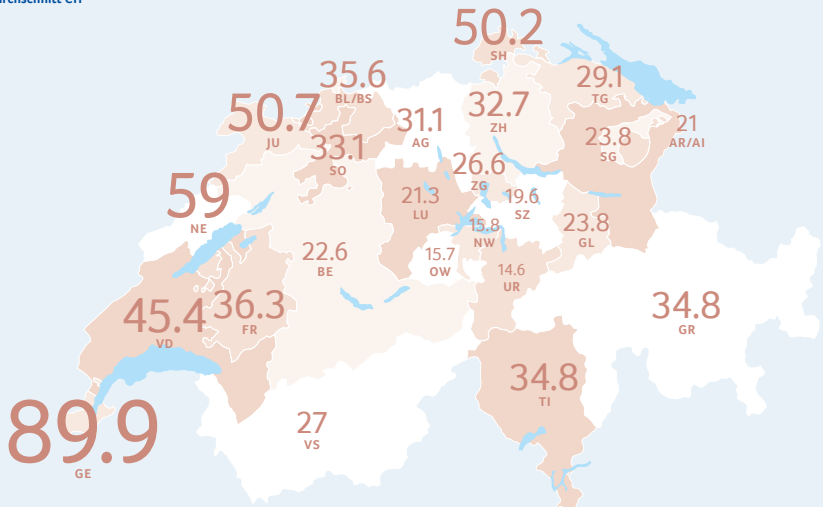 50.2
SH
35.6
BL/BS
29.1
TG
50.7
JU
31.1
AG
32.7
ZH
21
AR/AI
33.1
SO
23.8
SG
26.6
ZG
59
NE
21.3
LU
19.6
SZ
15.8
NW
23.8
GL
22.6
BE
15.7
OW
14.6
UR
45.4
VD
36.3
FR
34.8
GR
34.8
TI
89.9
GE
27
VS